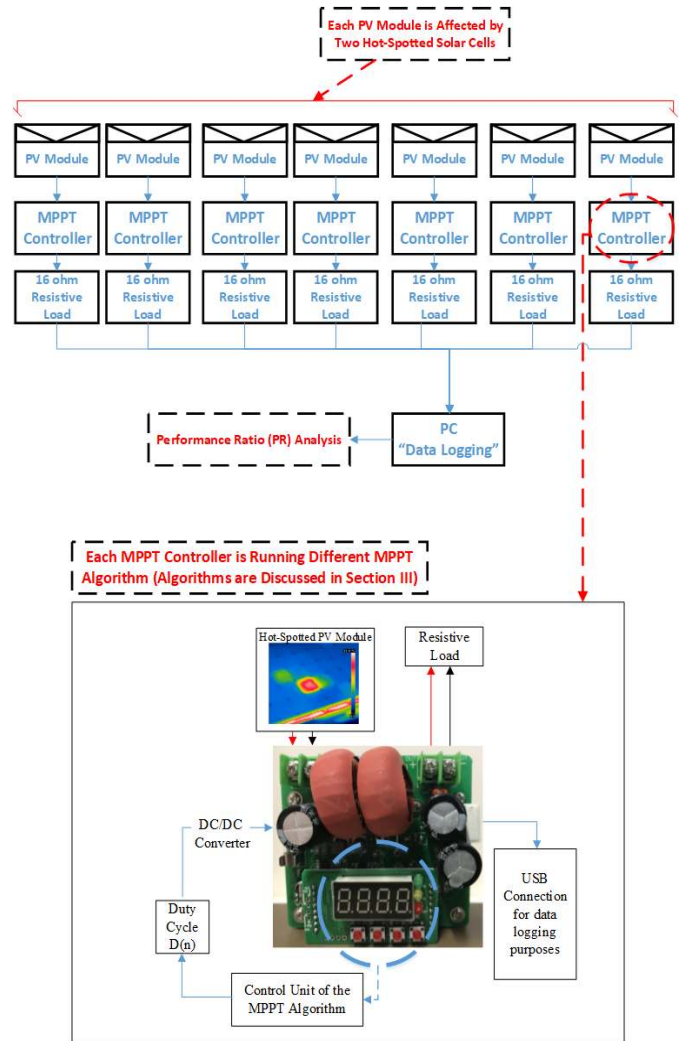 Each PV Module is Affected by
Two Hot-Spotted Solar Cells
PV Module PV Module PV Module PV Module PV Module PV Module PV Module
MPPT MPPT MPPT MPPT MPPT MPPT MPPT
Controller Controller Controller Controller Controller Controller Controller
16 ohm 16 ohm 16 ohm 16 ohm 16 ohm 16 ohm 16 ohm
Resistive Resistive Resistive Resistive Resistive Resistive Resistive
Load Load Load Load Load Load Load
Performance Ratio (PR) Analysis
PC
“Data Logging”
Each MPPT Controller is Running Different MPPT
Algorithm (Algorithms are Discussed in Section III)
Hot-Spotted PV Module
Resistive
Load
DC/DC
Converter
Duty
Cycle
D(n)
Control Unit of the
MPPT Algorithm
USB
Connection
for data
logging
purposes